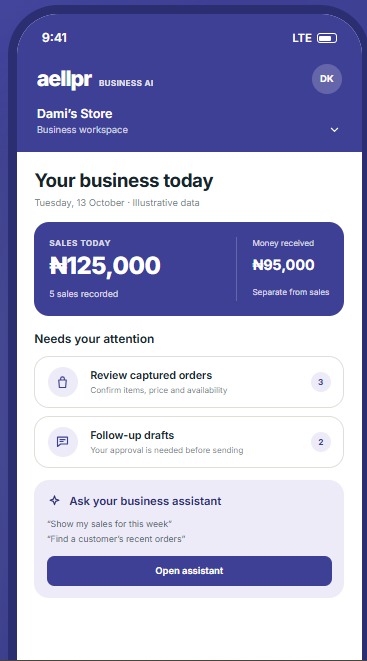 9:41 LTE
aellpr BUSINESS AI DK
Dami's Store
Business workspace
Your business today
Tuesday, 13 October · Illustrative data
SALES TODAY
₦125,000
5 sales recorded
Money received
₦95,000
Separate from sales
Needs your attention
Review captured orders
Confirm items, price and availability
3
Follow-up drafts
Your approval is needed before sending
2
Ask your business assistant
“Show my sales for this week”
“Find a customer’s recent orders”
Open assistant